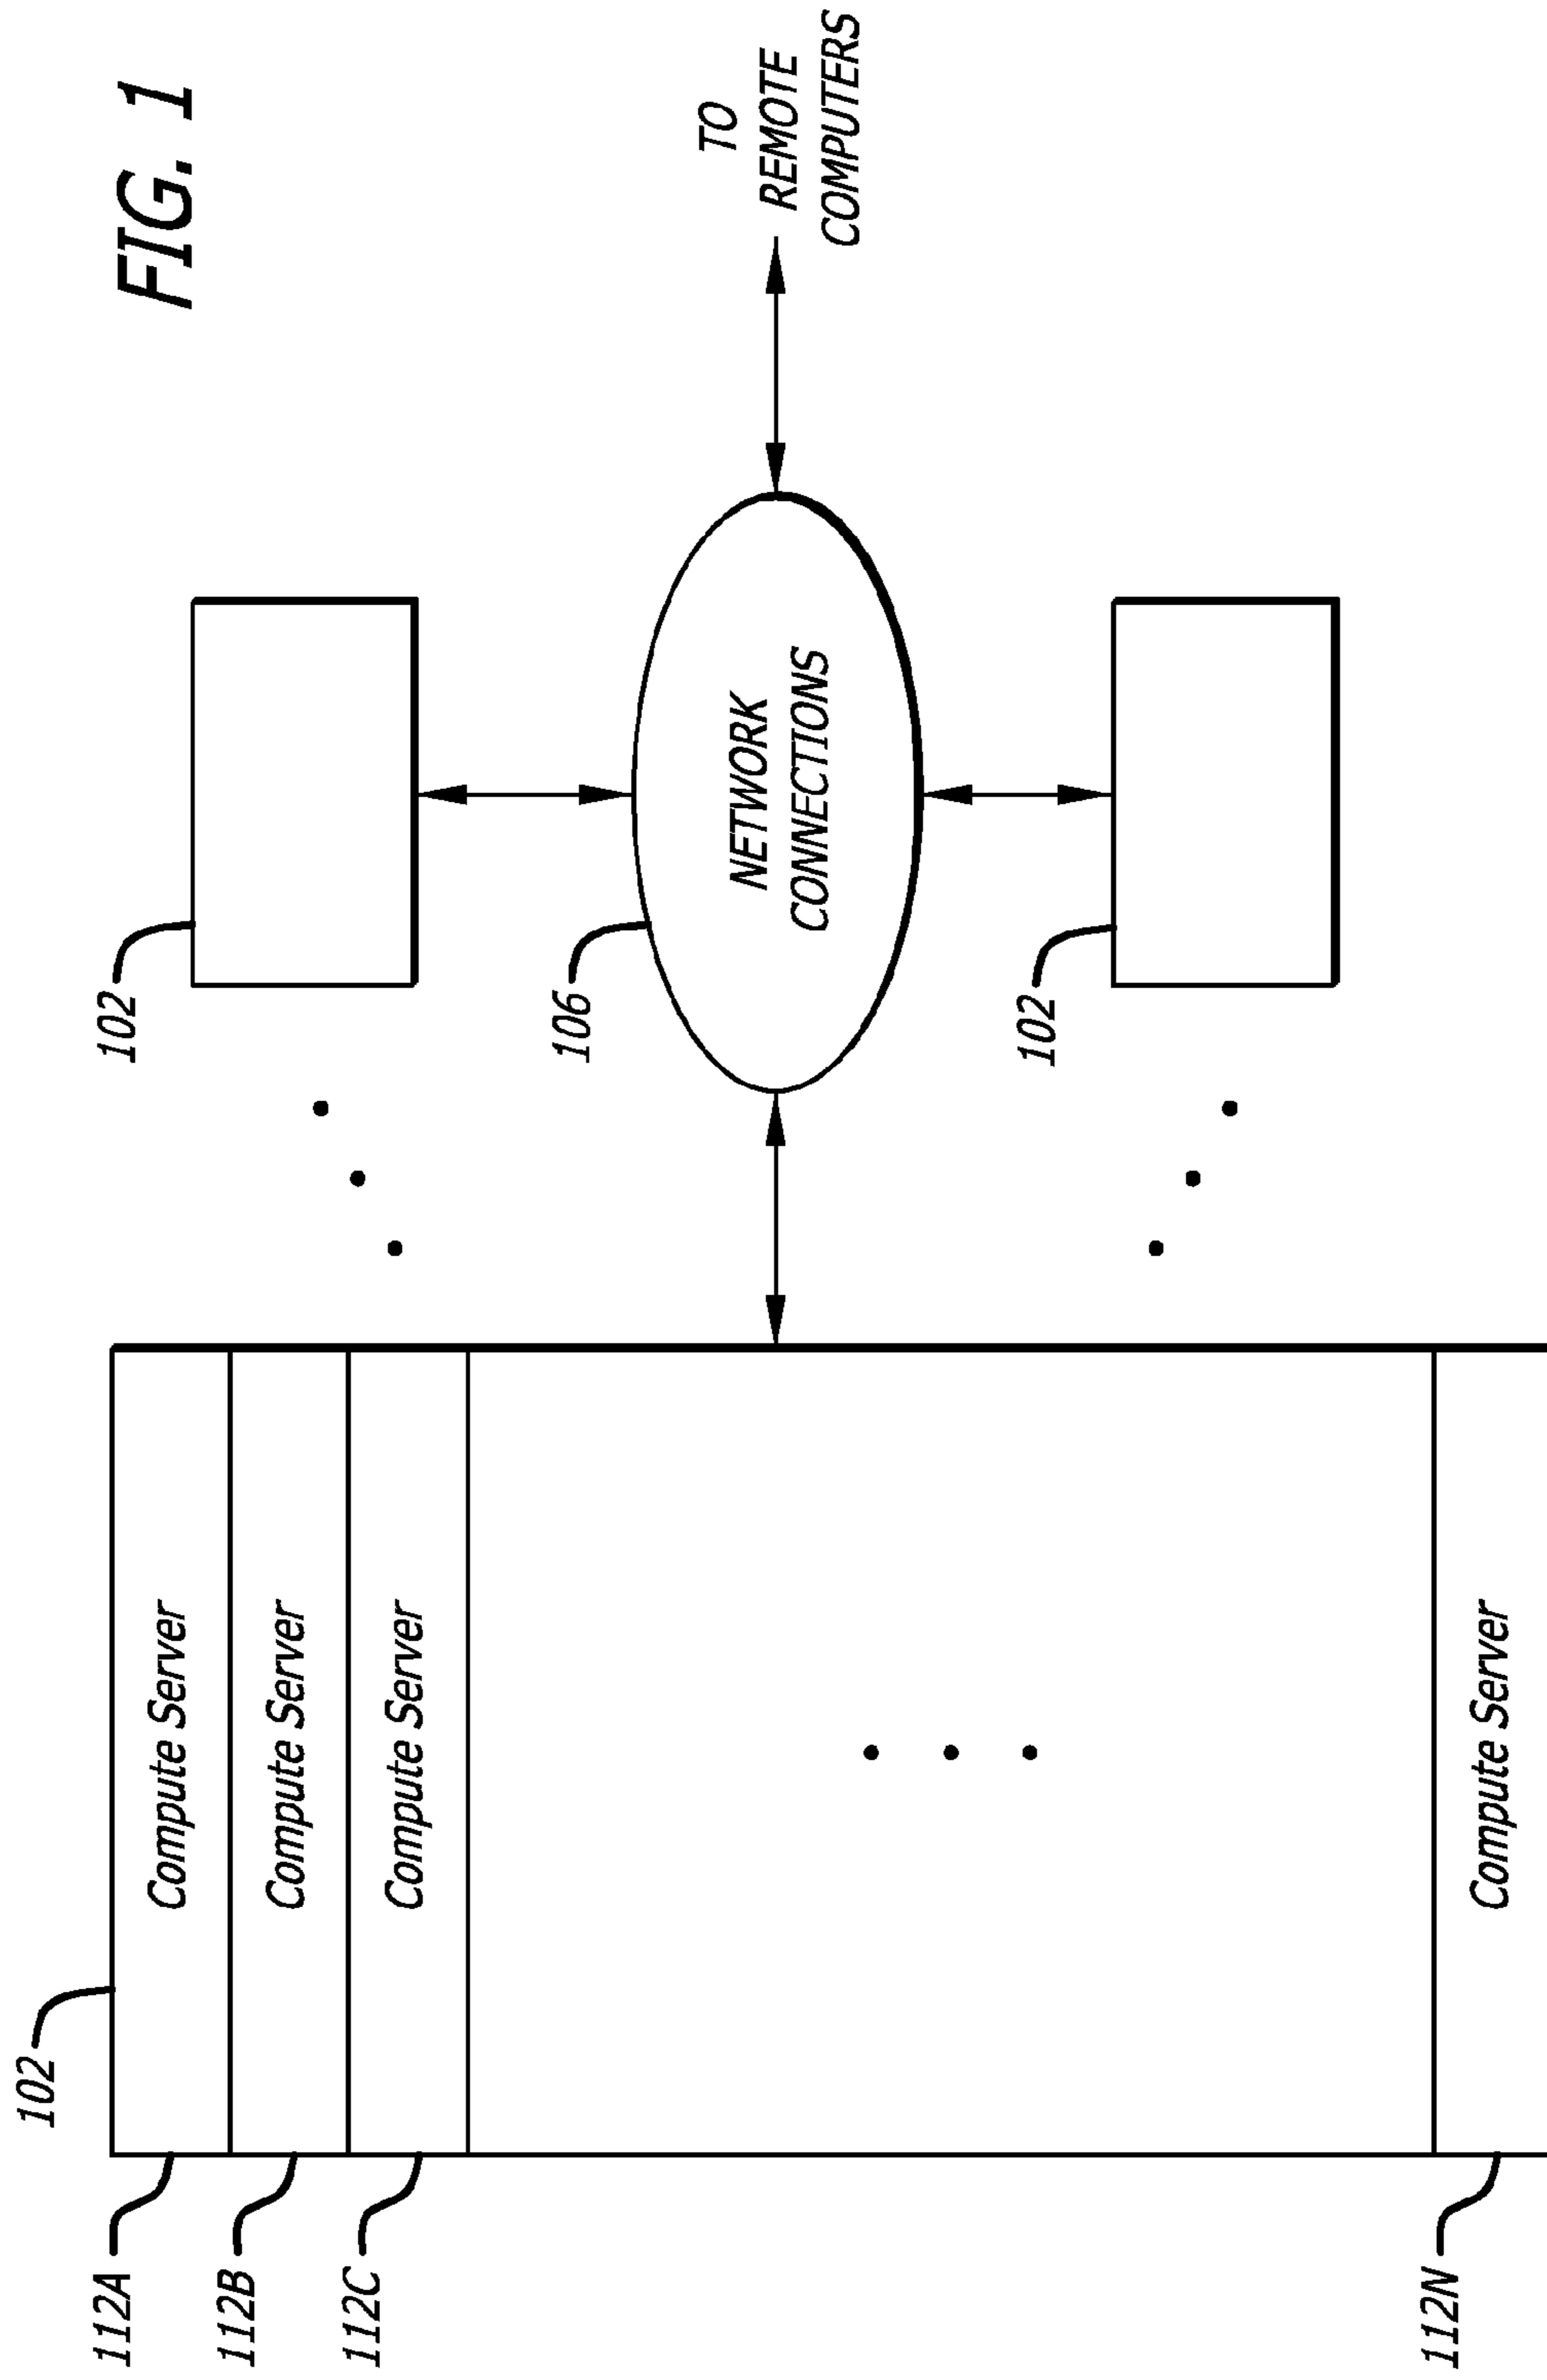 FIG. 1
102
112A
Compute Server
112B
Compute Server
112C
Compute Server
112N
Compute Server
102
106
NETWORK
CONNECTIONS
102
TO
REMOTE
COMPUTERS